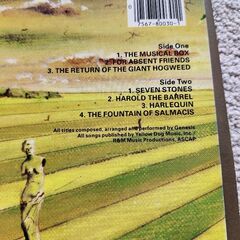 7567-80030-1
Side One
1. THE MUSICAL BOX
2. FOR ABSENT FRIENDS
3. THE RETURN OF THE GIANT HOGWEED
Side Two
1. SEVEN STONES
2. HAROLD THE BARREL
3. HARLEQUIN
4. THE FOUNTAIN OF SALMACIS
All titles composed, arranged and performed by Genesis
All songs published by Yellow Dog Music, Inc./
R&M Music Productions, ASCAP